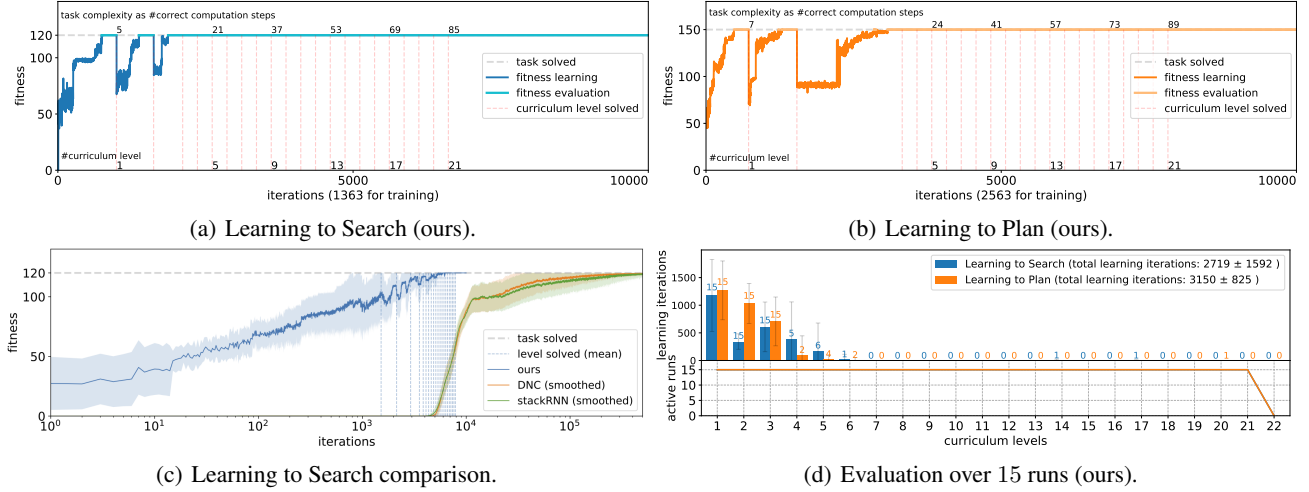 task complexity as #correct computation steps
5 21 37 53 69 85
120
100
50
0
fitness
task solved
fitness learning
fitness evaluation
curriculum level solved
#curriculum level
1 5 9 13 17 21
0 5000 10000
iterations (1363 for training)
(a) Learning to Search (ours).
task complexity as #correct computation steps
7 24 41 57 73 89
150
100
50
0
fitness
task solved
fitness learning
fitness evaluation
curriculum level solved
#curriculum level
1 5 9 13 17 21
0 5000 10000
iterations (2563 for training)
(b) Learning to Plan (ours).
120
100
50
0
fitness
task solved
level solved (mean)
ours
DNC (smoothed)
stackRNN (smoothed)
10¹ 10² 10³ 10⁴ 10⁵
iterations
(c) Learning to Search comparison.
Learning to Search (total learning iterations: 2719 ± 1592 )
Learning to Plan (total learning iterations: 3150 ± 825 )
1500
1000
500
0
learning iterations
15 15 15 15 15 15 5 2 6 4 1 2 0 0 0 0 0 0 0 0 0 0 0 0 0 0 1 0 0 0 0 0 1 0 0 0 0 0 0 1 0 0 0 0
15
10
5
0
active runs
1 2 3 4 5 6 7 8 9 10 11 12 13 14 15 16 17 18 19 20 21 22
curriculum levels
(d) Evaluation over 15 runs (ours).